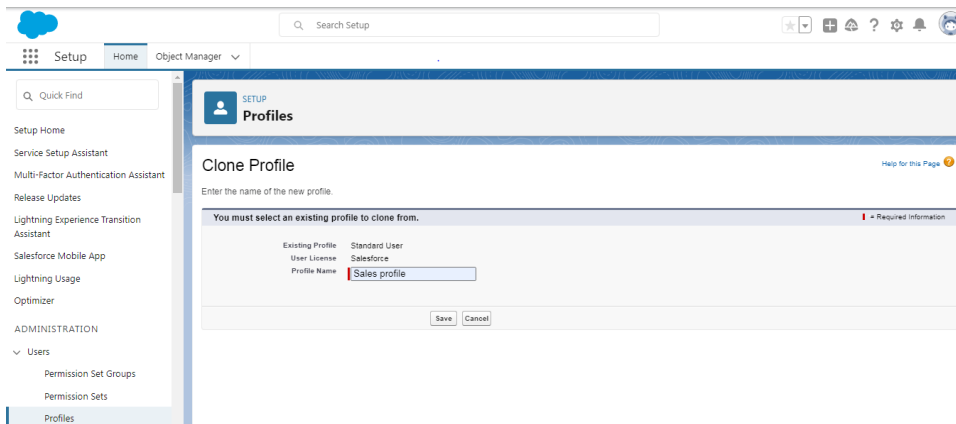 Search Setup
Setup
Home
Object Manager
Quick Find
Setup Home
Service Setup Assistant
Multi-Factor Authentication Assistant
Release Updates
Lightning Experience Transition
Assistant
Salesforce Mobile App
Lightning Usage
Optimizer
ADMINISTRATION
Users
Permission Set Groups
Permission Sets
Profiles
SETUP
Profiles
Clone Profile
Help for this Page
Enter the name of the new profile.
You must select an existing profile to clone from.
= Required Information
Existing Profile Standard User
User License Salesforce
Profile Name Sales profile
Save Cancel